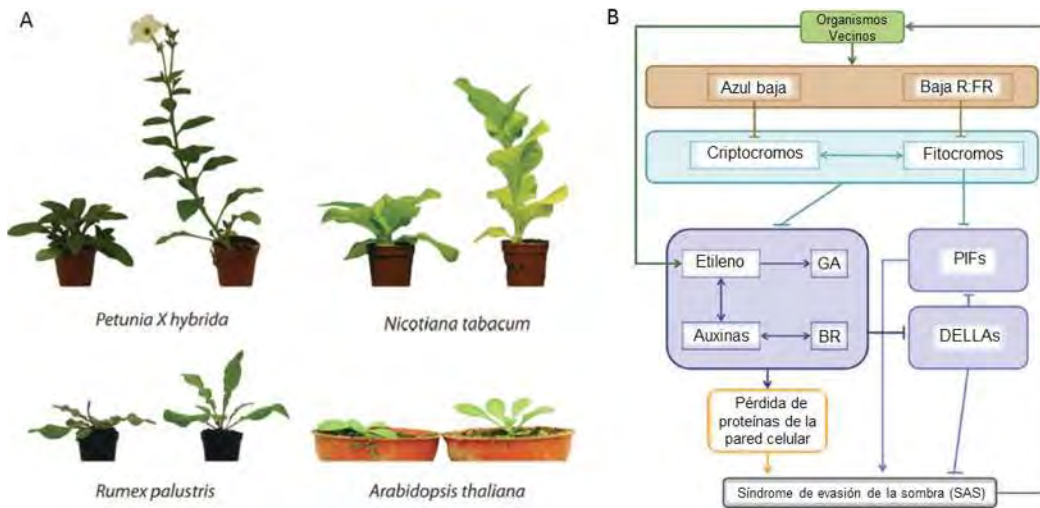 A
Petunia X hybrida
Nicotiana tabacum
Rumex palustris
Arabidopsis thaliana
B
Organismos
Vecinos
Azul baja
Baja R:FR
Criptocromos
Fitocromos
Etileno
GA
PIFs
Auxinas
BR
DELLAs
Pérdida de
proteínas de la
pared celular
Síndrome de evasión de la sombra (SAS)